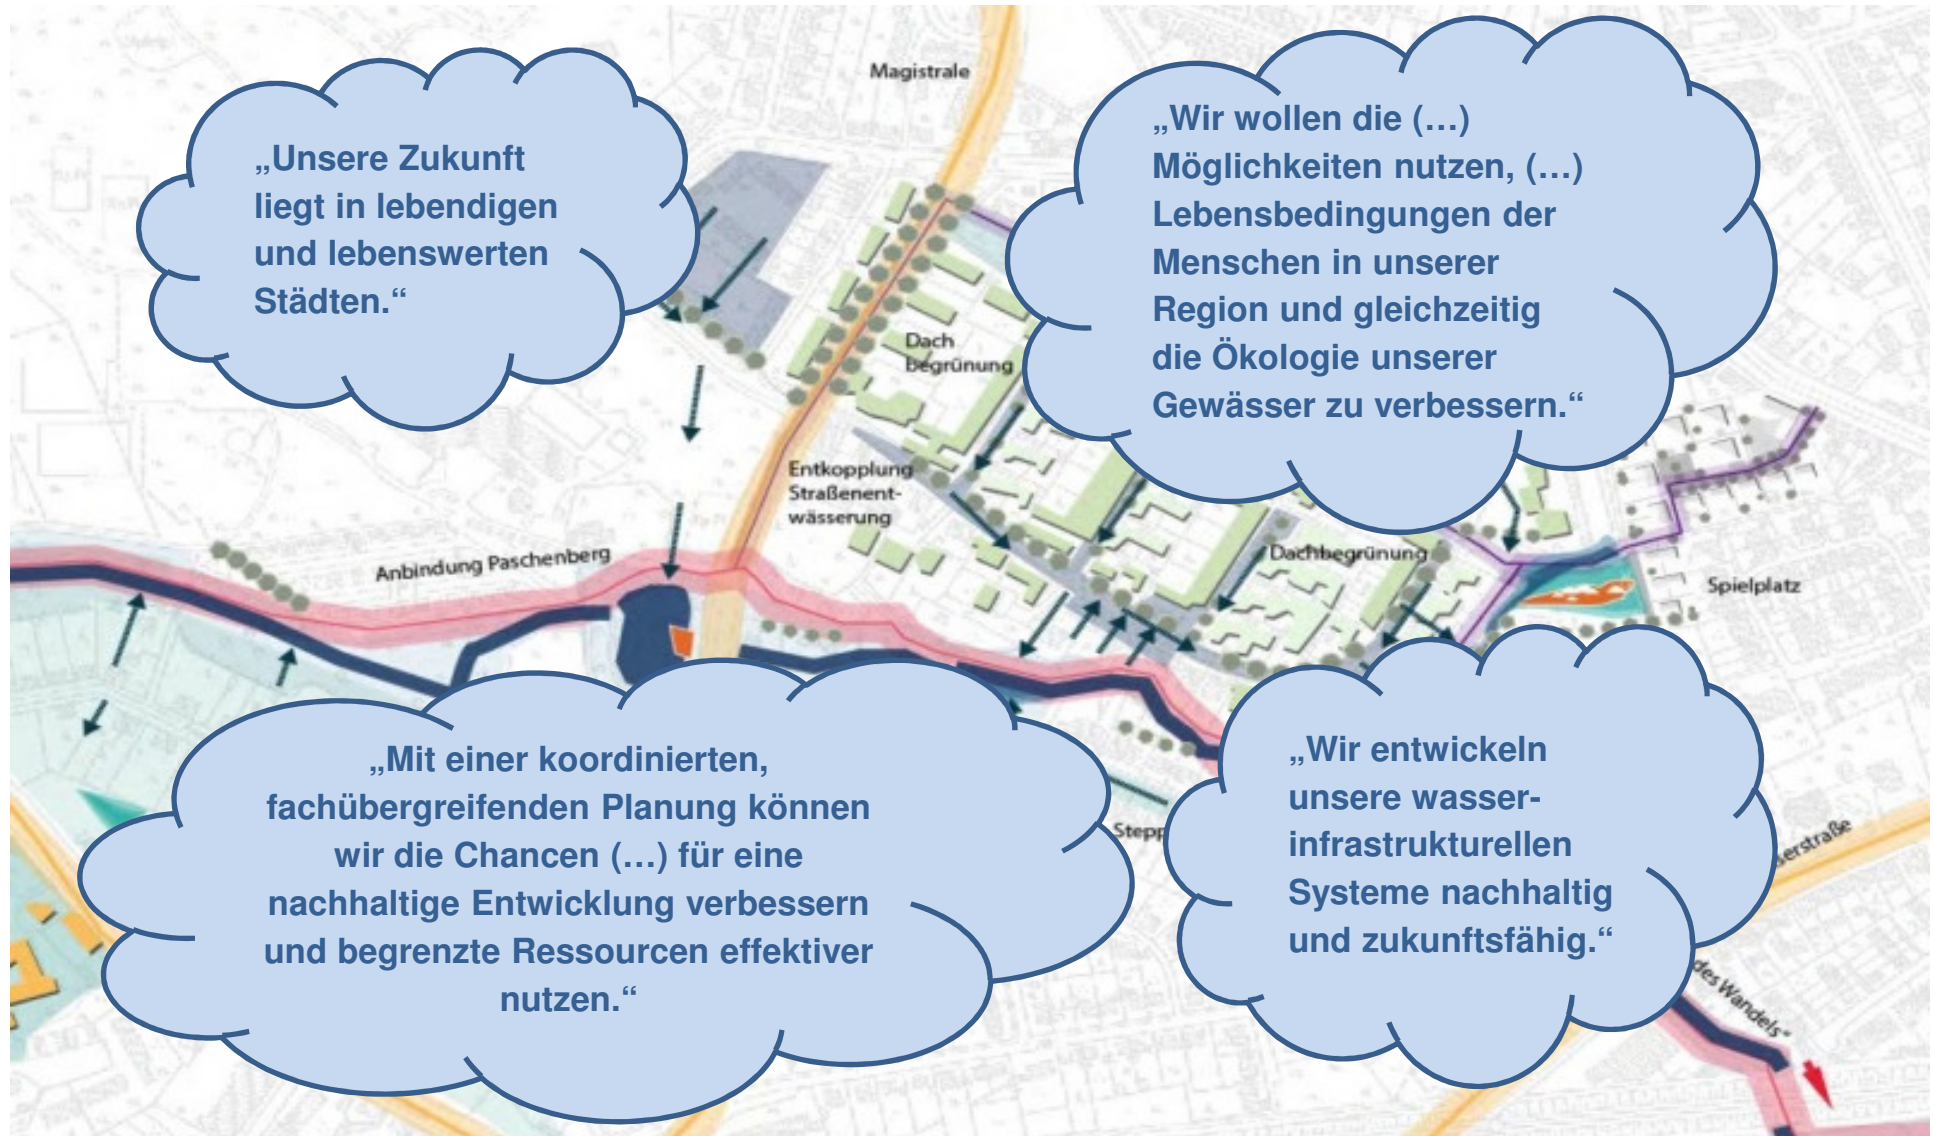 Magistrale
„Unsere Zukunft
liegt in lebendigen
und lebenswerten
Städten.“
„Wir wollen die (…)
Möglichkeiten nutzen, (…)
Lebensbedingungen der
Menschen in unserer
Region und gleichzeitig
die Ökologie unserer
Gewässer zu verbessern.“
Dach
begrünung
Entkopplung
Straßenent-
wässerung
Anbindung Paschenberg
Dachbegrünung
Spielplatz
„Mit einer koordinierten,
fachübergreifenden Planung können
wir die Chancen (…) für eine
nachhaltige Entwicklung verbessern
und begrenzte Ressourcen effektiver
nutzen.“
„Wir entwickeln
unsere wasser-
infrastrukturellen
Systeme nachhaltig
und zukunftsfähig.“
des Wandels“